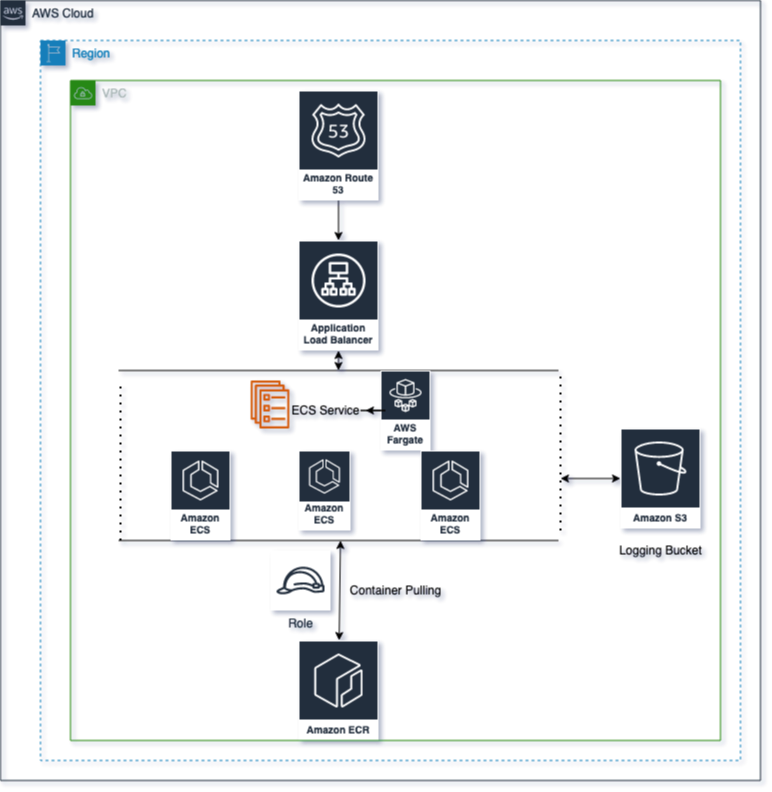 aws
AWS Cloud
Region
VPC
53
Amazon Route
53
Application
Load Balancer
ECS Service
AWS
Fargate
Amazon
ECS
Amazon
ECS
Amazon
ECS
Amazon S3
Logging Bucket
Container Pulling
Role
Amazon ECR